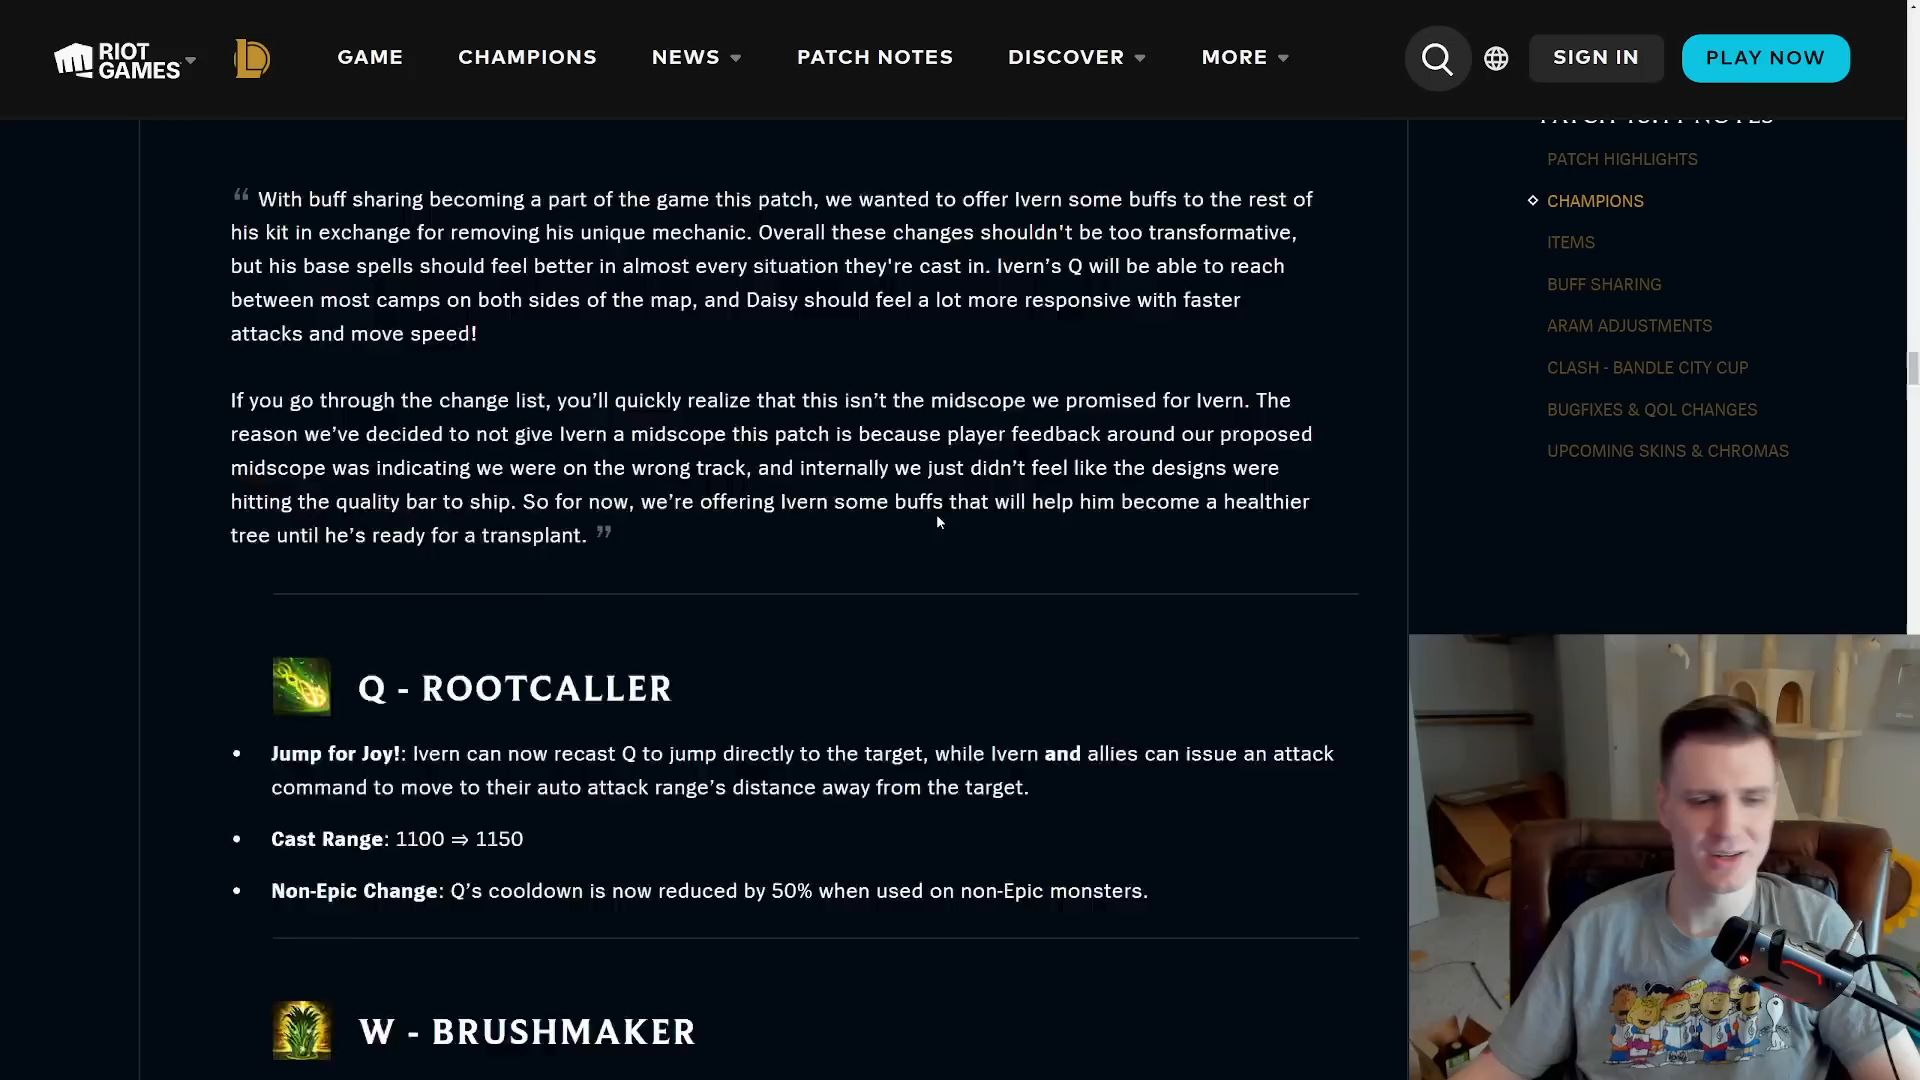 RIOT GAMES
GAME
CHAMPIONS
NEWS
PATCH NOTES
DISCOVER
MORE
SIGN IN
PLAY NOW
“ With buff sharing becoming a part of the game this patch, we wanted to offer Ivern some buffs to the rest of
his kit in exchange for removing his unique mechanic. Overall these changes shouldn't be too transformative,
but his base spells should feel better in almost every situation they're cast in. Ivern’s Q will be able to reach
between most camps on both sides of the map, and Daisy should feel a lot more responsive with faster
attacks and move speed!
If you go through the change list, you’ll quickly realize that this isn’t the midscope we promised for Ivern. The
reason we’ve decided to not give Ivern a midscope this patch is because player feedback around our proposed
midscope was indicating we were on the wrong track, and internally we just didn’t feel like the designs were
hitting the quality bar to ship. So for now, we’re offering Ivern some buffs that will help him become a healthier
tree until he’s ready for a transplant. ”
Q - ROOTCALLER
• Jump for Joy!: Ivern can now recast Q to jump directly to the target, while Ivern and allies can issue an attack
command to move to their auto attack range’s distance away from the target.
• Cast Range: 1100 ⇒ 1150
• Non-Epic Change: Q’s cooldown is now reduced by 50% when used on non-Epic monsters.
W - BRUSHMAKER
PATCH HIGHLIGHTS
CHAMPIONS
ITEMS
BUFF SHARING
ARAM ADJUSTMENTS
CLASH - BANDLE CITY CUP
BUGFIXES & QOL CHANGES
UPCOMING SKINS & CHROMAS